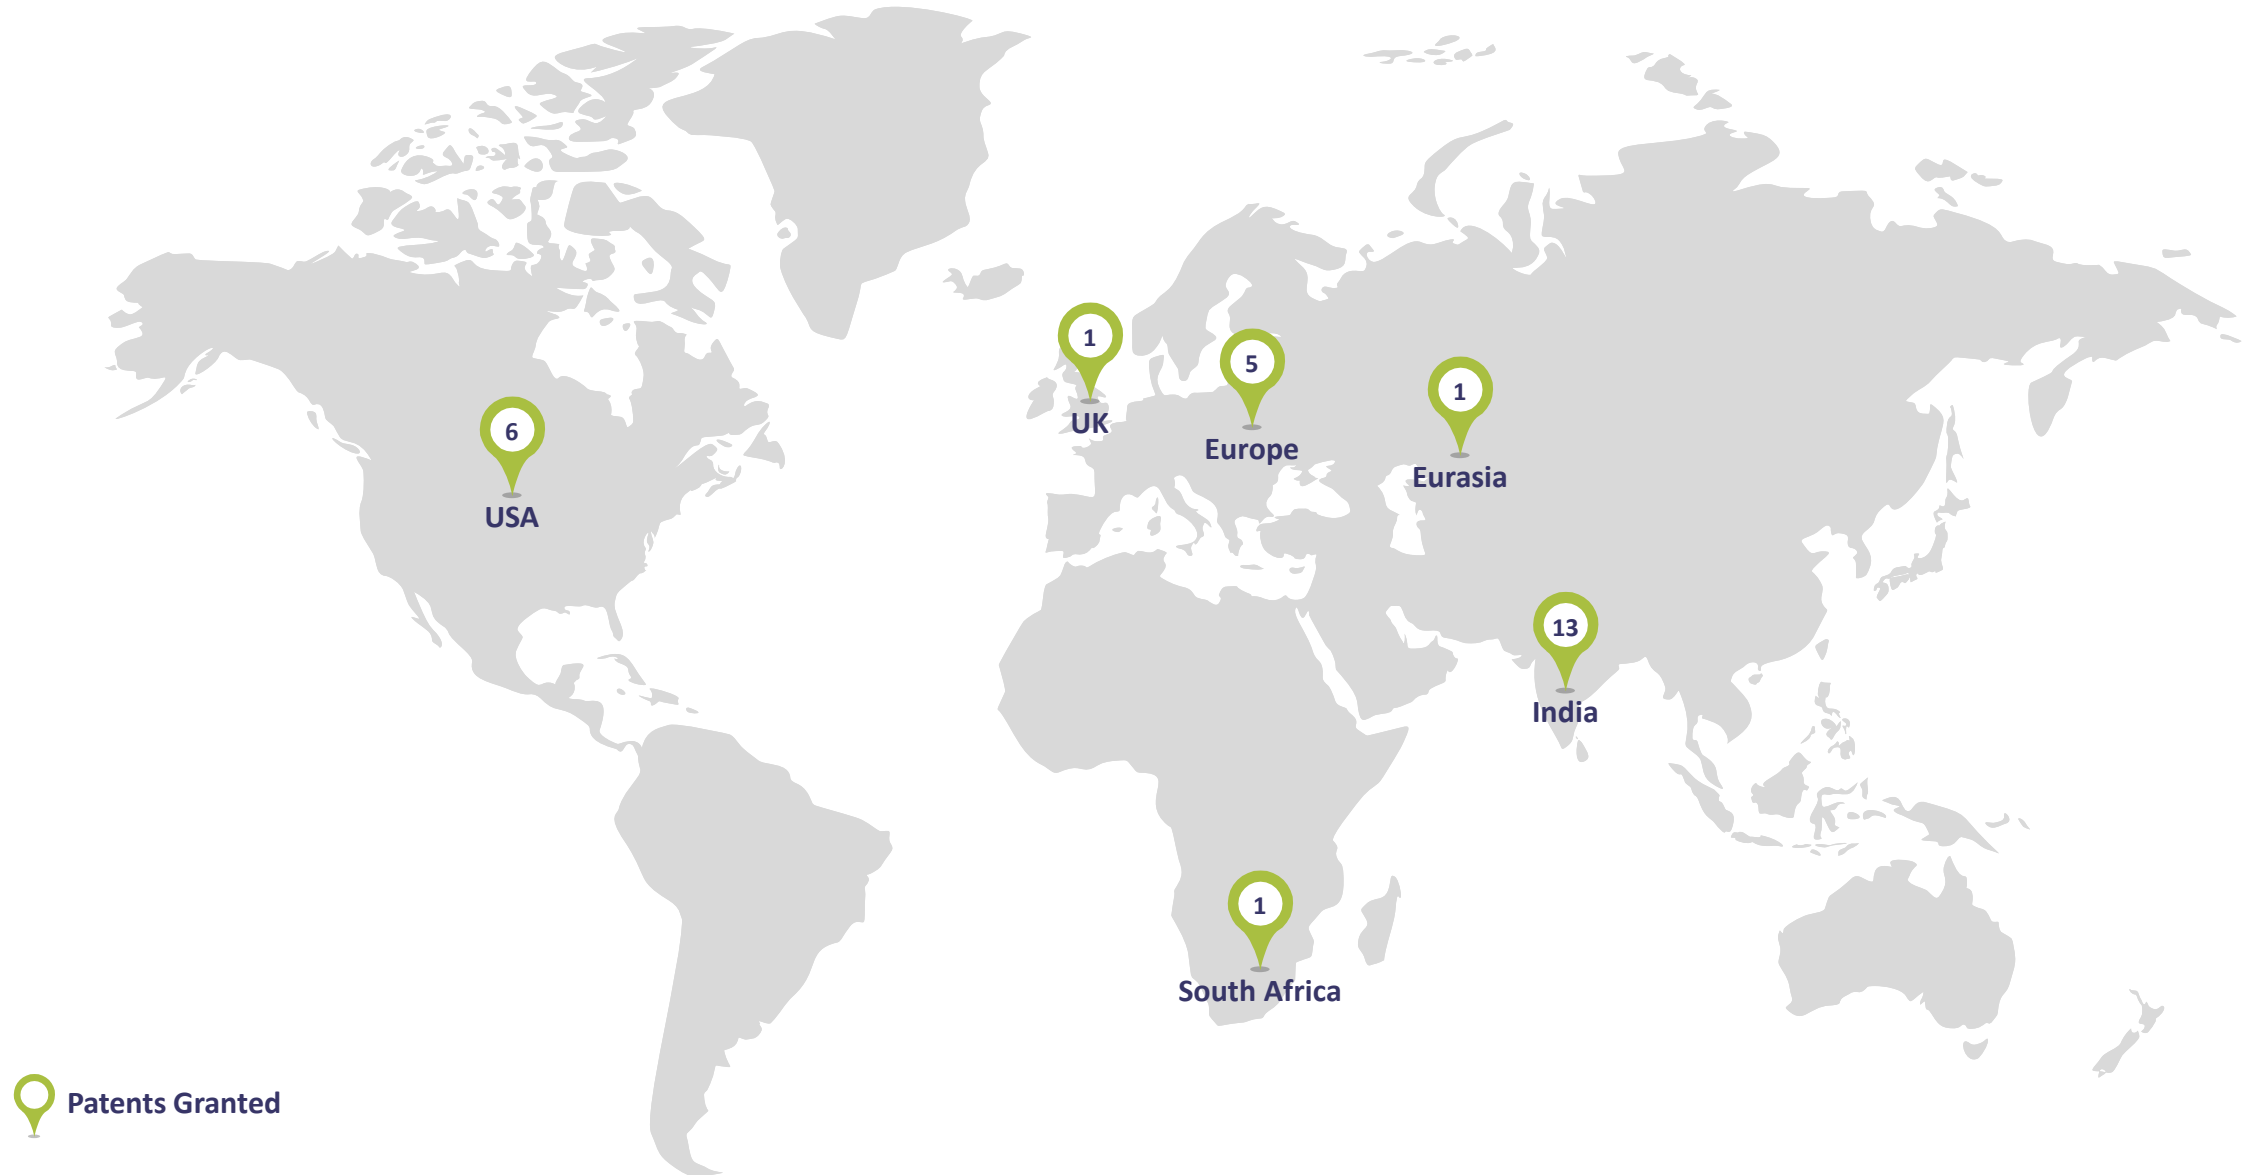 1
UK
5
Europe
1
Eurasia
6
USA
13
India
1
South Africa
Patents Granted